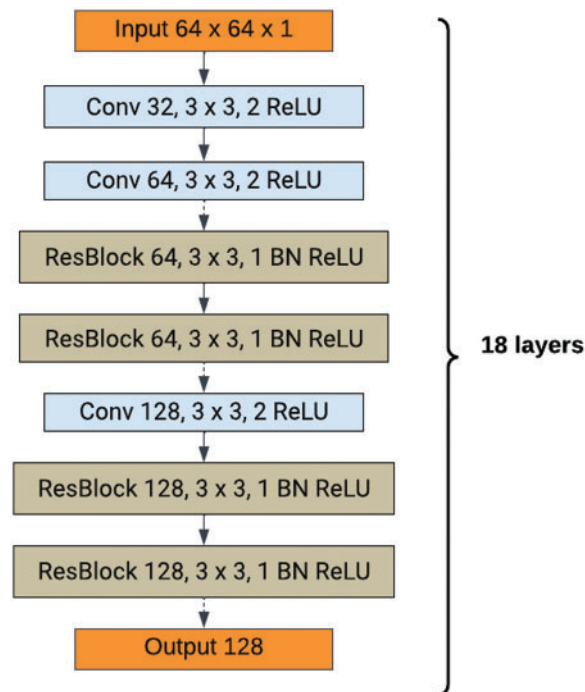 Input 64 x 64 x 1
Conv 32, 3 x 3, 2 ReLU
Conv 64, 3 x 3, 2 ReLU
ResBlock 64, 3 x 3, 1 BN ReLU
ResBlock 64, 3 x 3, 1 BN ReLU
18 layers
Conv 128, 3 x 3, 2 ReLU
ResBlock 128, 3 x 3, 1 BN ReLU
ResBlock 128, 3 x 3, 1 BN ReLU
Output 128